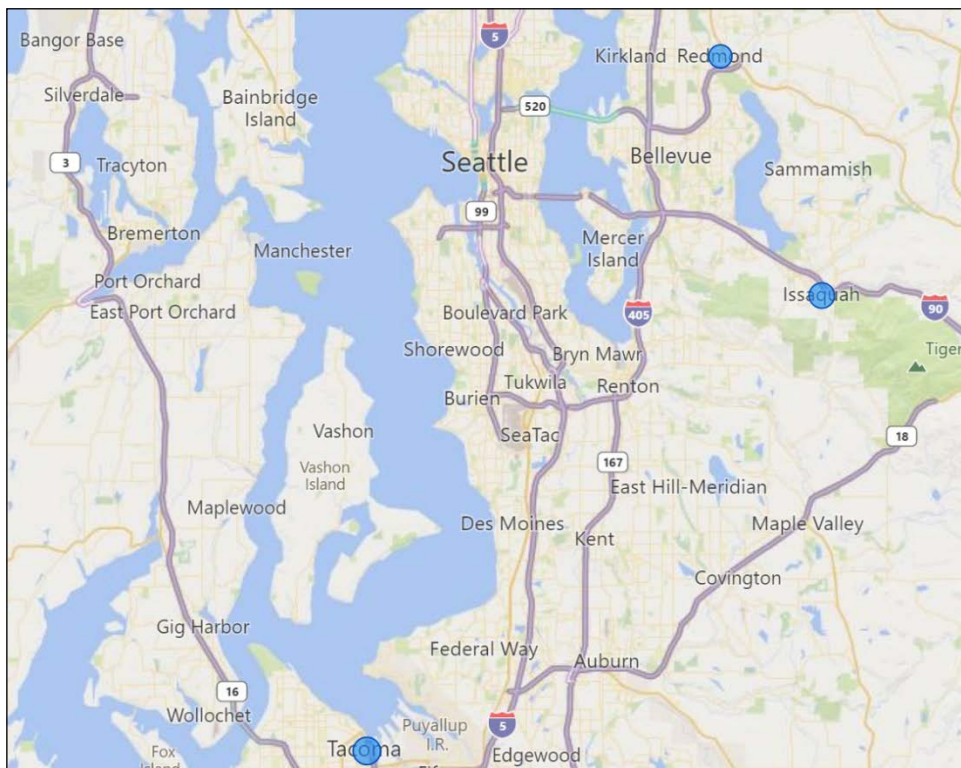 5
Bangor Base
Kirkland
Redmond
Silverdale
Bainbridge
Island
520
3
Tracyton
Seattle
Bellevue
Sammamish
99
Bremerton
Manchester
Mercer
Island
Port Orchard
East Port Orchard
Issaquah
90
405
Boulevard Park
Shorewood
Bryn Mawr
Tiger
Tukwila
Renton
Burien
Vashon
SeaTac
18
Vashon
Island
167
East Hill-Meridian
Maplewood
Des Moines
Kent
Maple Valley
Covington
Gig Harbor
Federal Way
Auburn
16
Wollochet
Puyallup
I.R.
5
Tacoma
Fox
Edgewood